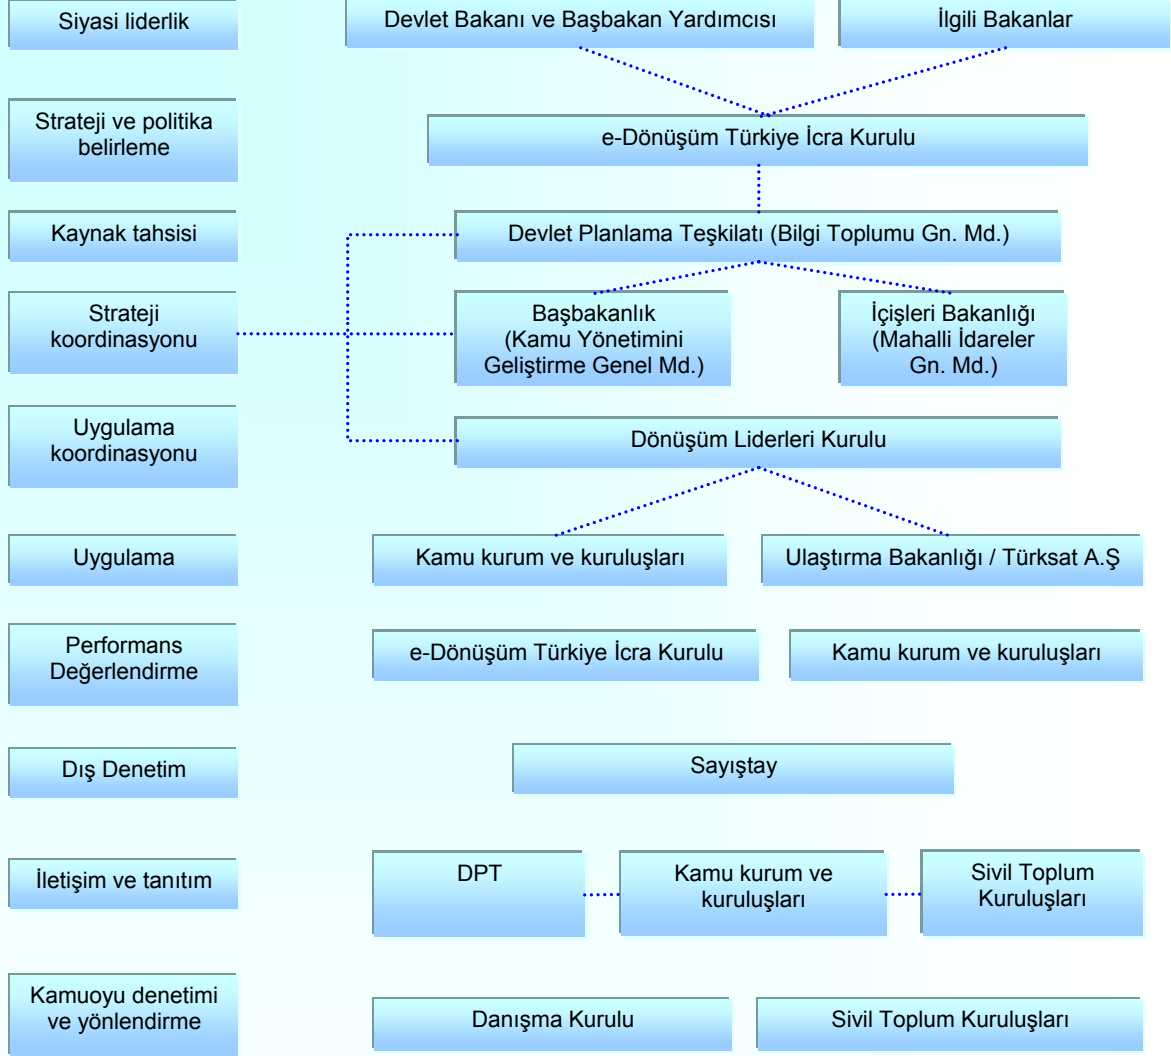 Siyasi liderlik
Devlet Bakanı ve Başbakan Yardımcısı
İlgili Bakanlar
Strateji ve politika
belirleme
e-Dönüşüm Türkiye İcra Kurulu
Kaynak tahsisi
Devlet Planlama Teşkilatı (Bilgi Toplumu Gn. Md.)
Strateji
koordinasyonu
Başbakanlık
(Kamu Yönetimini
Geliştirme Genel Md.)
İçişleri Bakanlığı
(Mahalli İdareler
Gn. Md.)
Uygulama
koordinasyonu
Dönüşüm Liderleri Kurulu
Uygulama
Kamu kurum ve kuruluşları
Ulaştırma Bakanlığı / Türksat A.Ş
Performans
Değerlendirme
e-Dönüşüm Türkiye İcra Kurulu
Kamu kurum ve kuruluşları
Dış Denetim
Sayıştay
İletişim ve tanıtım
DPT
Kamu kurum ve
kuruluşları
Sivil Toplum
Kuruluşları
Kamuoyu denetimi
ve yönlendirme
Danışma Kurulu
Sivil Toplum Kuruluşları